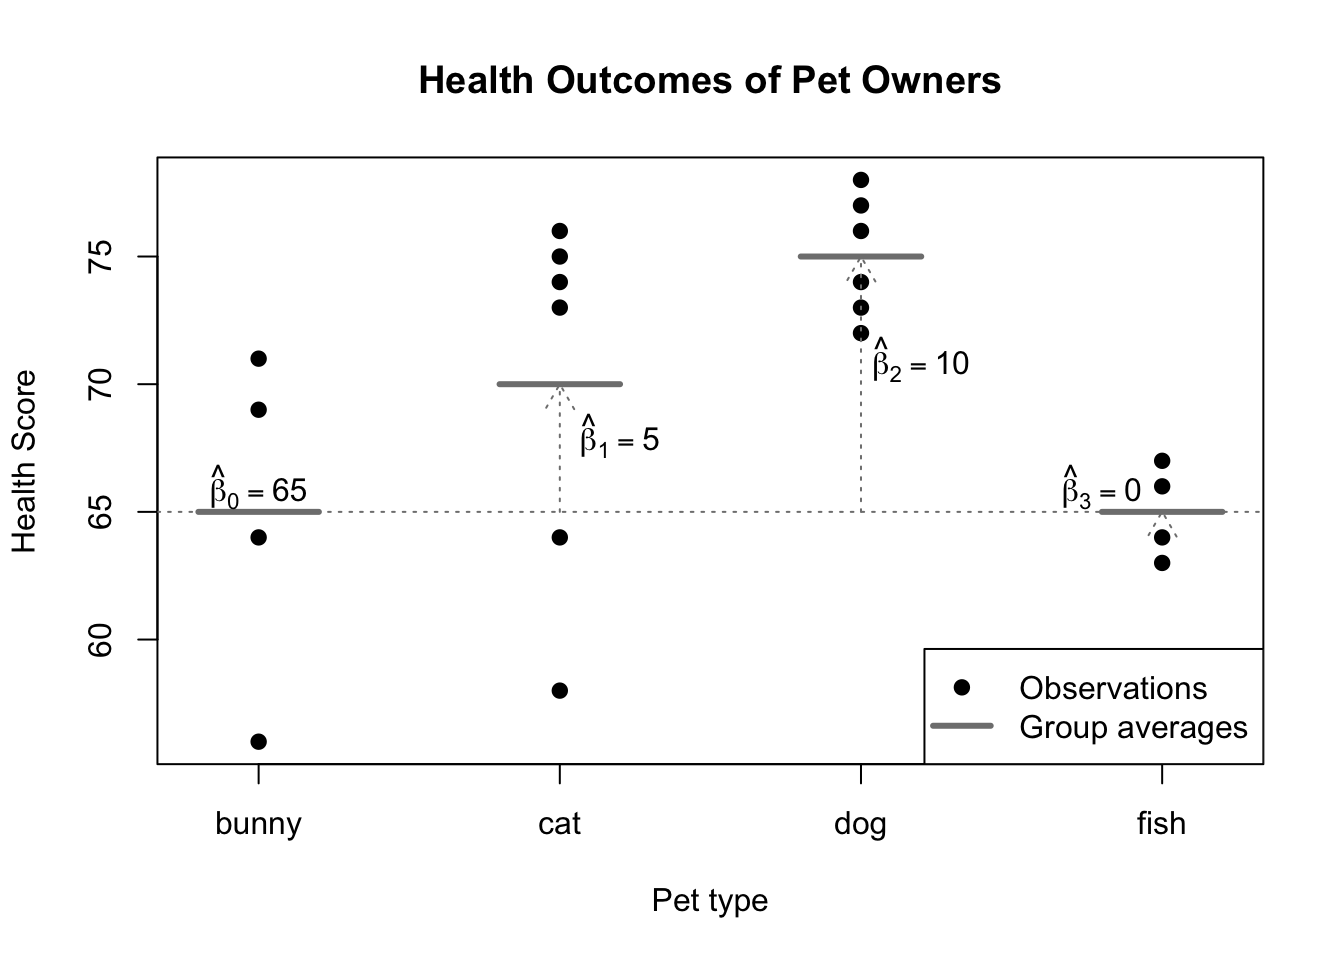 Health Outcomes of Pet Owners
Health Score
75
70
65
60
β̂₀ = 65
β̂₁ = 5
β̂₂ = 10
β̂₃ = 0
Observations
Group averages
bunny
cat
dog
fish
Pet type